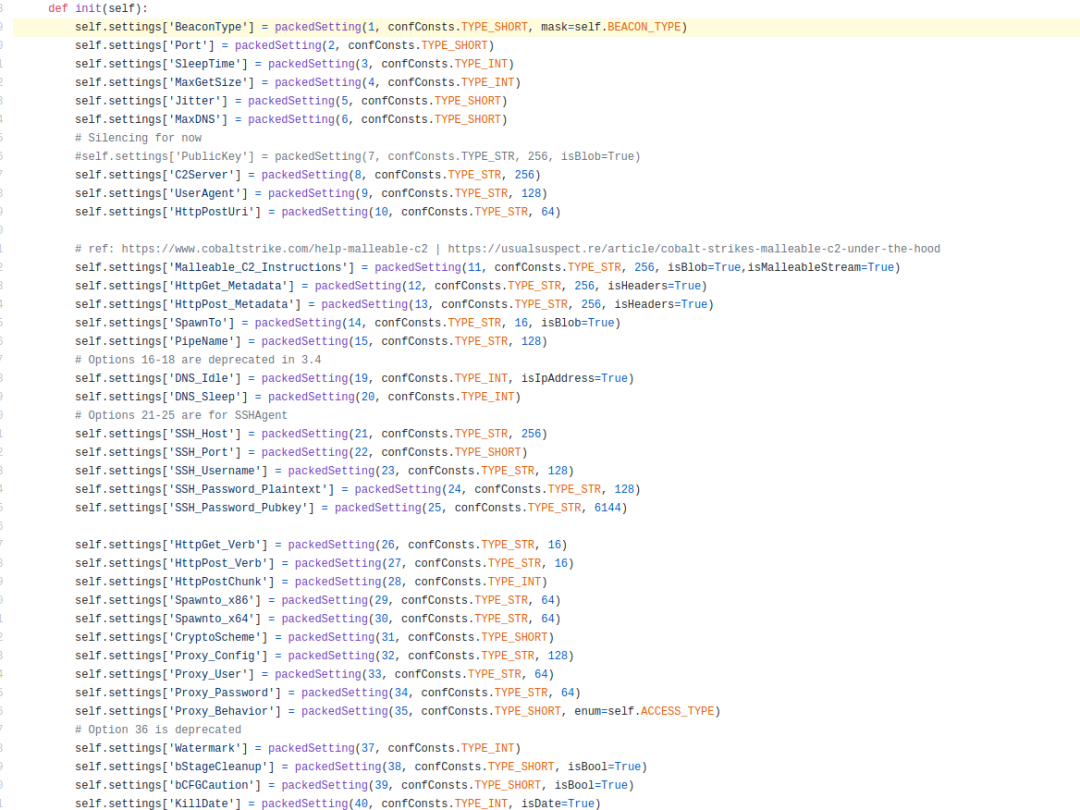 def init(self):
self.settings['BeaconType'] = packedSetting(1, confConsts.TYPE_SHORT, mask=self.BEACON_TYPE)
self.settings['Port'] = packedSetting(2, confConsts.TYPE_SHORT)
self.settings['SleepTime'] = packedSetting(3, confConsts.TYPE_INT)
self.settings['MaxGetSize'] = packedSetting(4, confConsts.TYPE_INT)
self.settings['Jitter'] = packedSetting(5, confConsts.TYPE_SHORT)
self.settings['MaxDNS'] = packedSetting(6, confConsts.TYPE_SHORT)
# Silencing for now
#self.settings['PublicKey'] = packedSetting(7, confConsts.TYPE_STR, 256, isBlob=True)
self.settings['C2Server'] = packedSetting(8, confConsts.TYPE_STR, 256)
self.settings['UserAgent'] = packedSetting(9, confConsts.TYPE_STR, 128)
self.settings['HttpPostUri'] = packedSetting(10, confConsts.TYPE_STR, 64)
# ref: https://www.cobaltstrike.com/help-malleable-c2 | https://usualsuspect.re/article/cobalt-strikes-malleable-c2-under-the-hood
self.settings['Malleable_C2_Instructions'] = packedSetting(11, confConsts.TYPE_STR, 256, isBlob=True,isMalleableStream=True)
self.settings['HttpGet_Metadata'] = packedSetting(12, confConsts.TYPE_STR, 256, isHeaders=True)
self.settings['HttpPost_Metadata'] = packedSetting(13, confConsts.TYPE_STR, 256, isHeaders=True)
self.settings['SpawnTo'] = packedSetting(14, confConsts.TYPE_STR, 16, isBlob=True)
self.settings['PipeName'] = packedSetting(15, confConsts.TYPE_STR, 128)
# Options 16-18 are deprecated in 3.4
self.settings['DNS_Idle'] = packedSetting(19, confConsts.TYPE_INT, isIpAddress=True)
self.settings['DNS_Sleep'] = packedSetting(20, confConsts.TYPE_INT)
# Options 21-25 are for SSHAgent
self.settings['SSH_Host'] = packedSetting(21, confConsts.TYPE_STR, 256)
self.settings['SSH_Port'] = packedSetting(22, confConsts.TYPE_SHORT)
self.settings['SSH_Username'] = packedSetting(23, confConsts.TYPE_STR, 128)
self.settings['SSH_Password_Plaintext'] = packedSetting(24, confConsts.TYPE_STR, 128)
self.settings['SSH_Password_Pubkey'] = packedSetting(25, confConsts.TYPE_STR, 6144)
self.settings['HttpGet_Verb'] = packedSetting(26, confConsts.TYPE_STR, 16)
self.settings['HttpPost_Verb'] = packedSetting(27, confConsts.TYPE_STR, 16)
self.settings['HttpPostChunk'] = packedSetting(28, confConsts.TYPE_INT)
self.settings['Spawnto_x86'] = packedSetting(29, confConsts.TYPE_STR, 64)
self.settings['Spawnto_x64'] = packedSetting(30, confConsts.TYPE_STR, 64)
self.settings['CryptoScheme'] = packedSetting(31, confConsts.TYPE_SHORT)
self.settings['Proxy_Config'] = packedSetting(32, confConsts.TYPE_STR, 128)
self.settings['Proxy_User'] = packedSetting(33, confConsts.TYPE_STR, 64)
self.settings['Proxy_Password'] = packedSetting(34, confConsts.TYPE_STR, 64)
self.settings['Proxy_Behavior'] = packedSetting(35, confConsts.TYPE_SHORT, enum=self.ACCESS_TYPE)
# Option 36 is deprecated
self.settings['Watermark'] = packedSetting(37, confConsts.TYPE_INT)
self.settings['bStageCleanup'] = packedSetting(38, confConsts.TYPE_SHORT, isBool=True)
self.settings['bCFGCaution'] = packedSetting(39, confConsts.TYPE_SHORT, isBool=True)
self.settings['KillDate'] = packedSetting(40, confConsts.TYPE_INT, isDate=True)